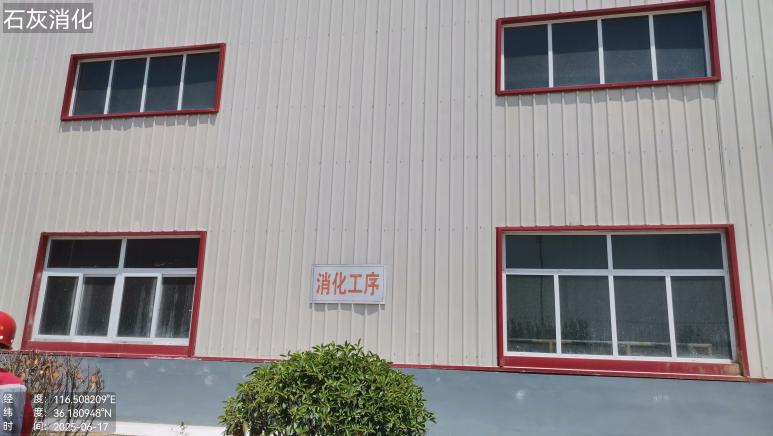 石灰消化
消化工序
经 度：116.508209°E
纬 度：36.180948°N
时 间：2025-06-17